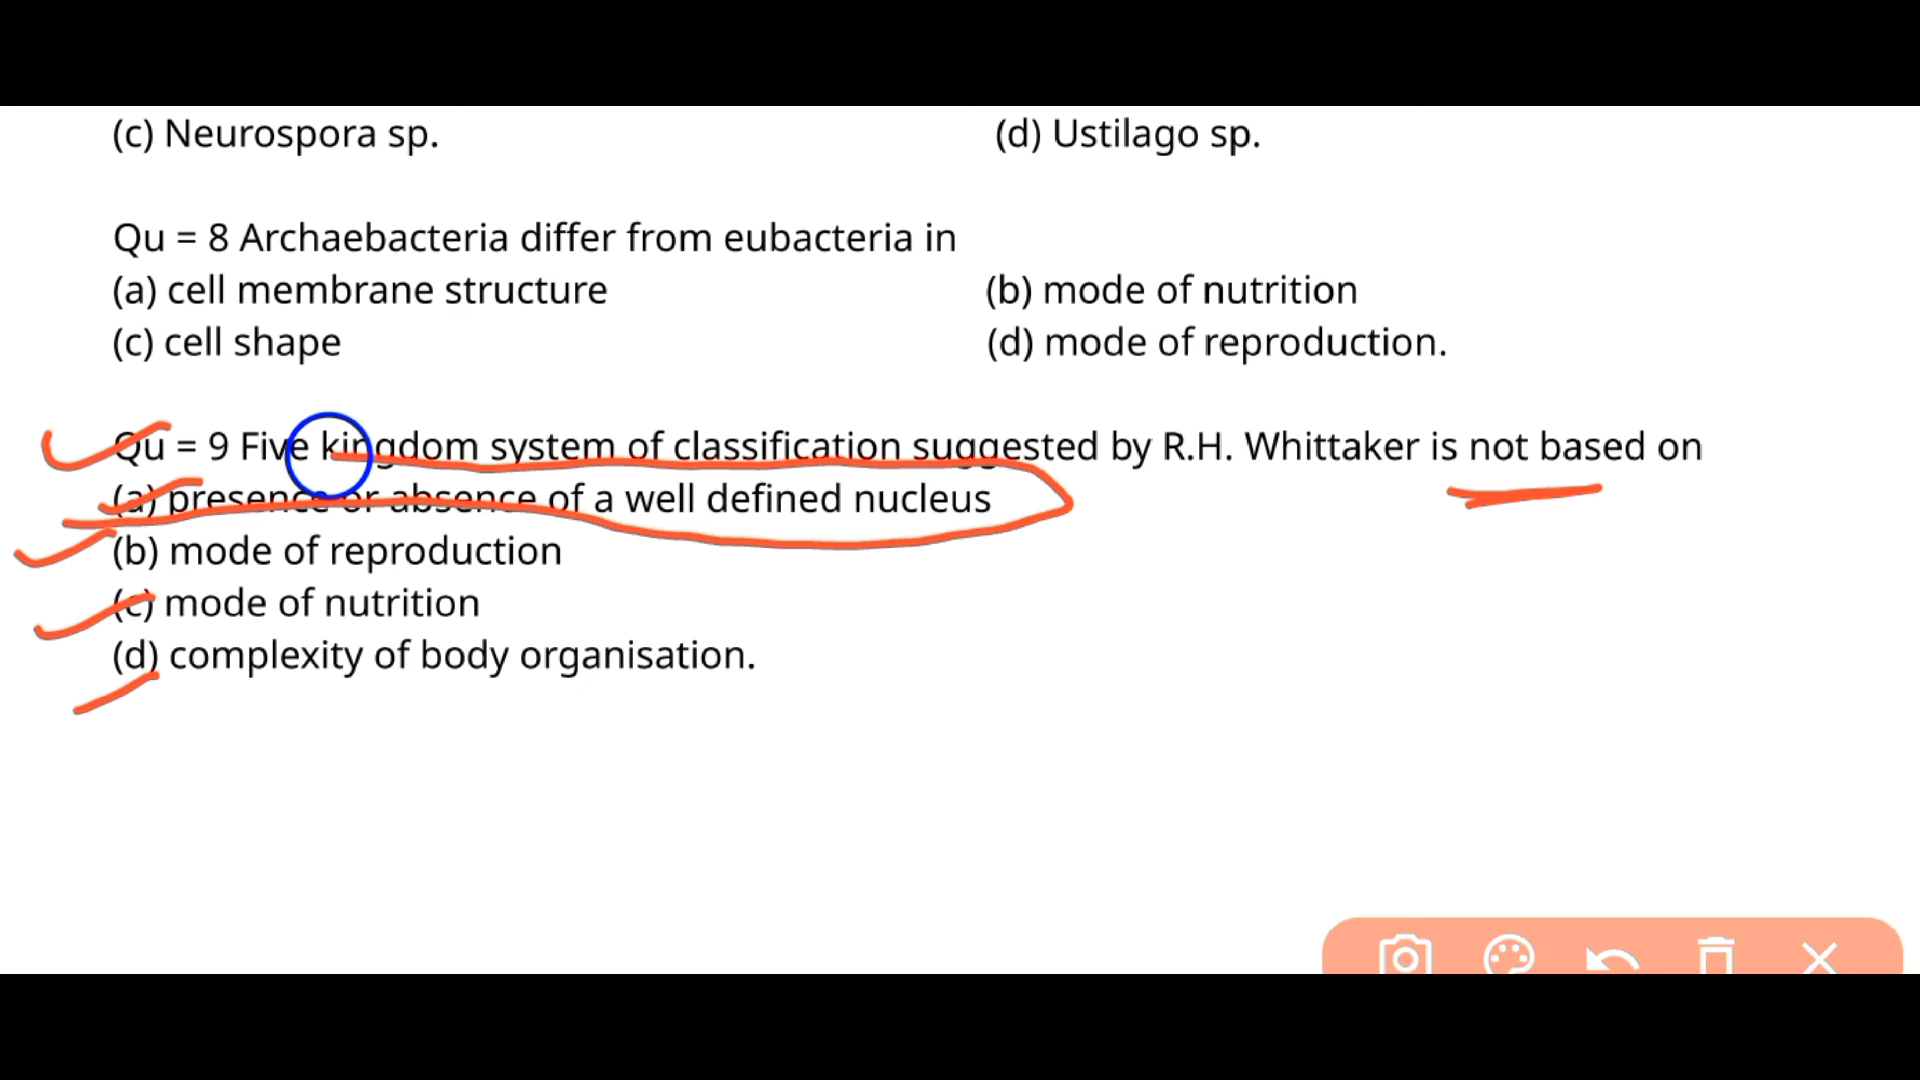 (c) Neurospora sp. (d) Ustilago sp.
Qu = 8 Archaebacteria differ from eubacteria in
(a) cell membrane structure (b) mode of nutrition
(c) cell shape (d) mode of reproduction.
Qu = 9 Five kingdom system of classification suggested by R.H. Whittaker is not based on
(a) presence or absence of a well defined nucleus
(b) mode of reproduction
(c) mode of nutrition
(d) complexity of body organisation.